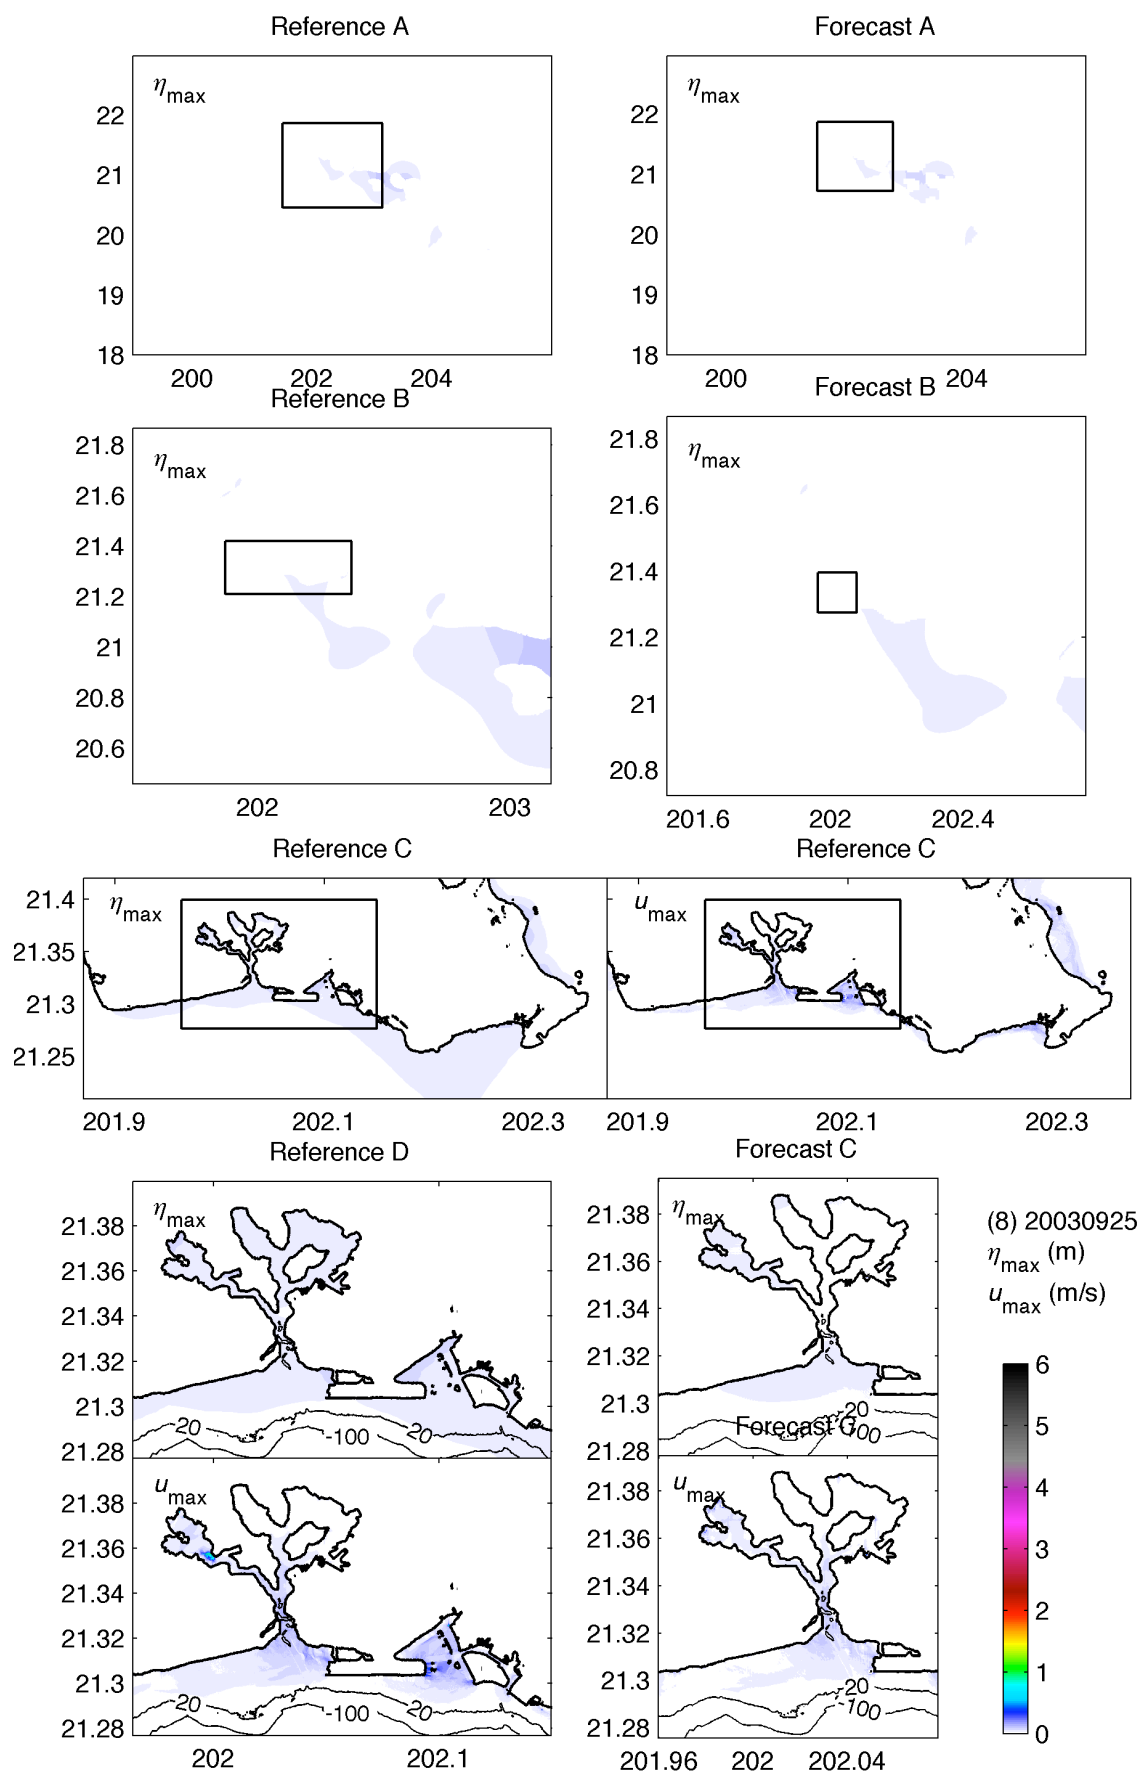 Reference A
Forecast A
ηmax
ηmax
22
21
20
19
18
22
21
20
19
18
200 202 204
200 204
Reference B
Forecast B
ηmax
ηmax
21.8
21.6
21.4
21.2
21
20.8
20.6
21.8
21.6
21.4
21.2
21
20.8
202 203
201.6 202 202.4
Reference C
Reference C
ηmax
umax
21.4
21.35
21.3
21.25
201.9 202.1 202.3
201.9 202.1 202.3
Reference D
Forecast C
ηmax
ηmax
21.38
21.36
21.34
21.32
21.3
21.28
-20 -100 -20
21.38
21.36
21.34
21.32
21.3
21.28
-20
-100
Forecast C
(8) 20030925
ηmax (m)
umax (m/s)
6
5
4
3
2
1
0
umax
umax
21.38
21.36
21.34
21.32
21.3
21.28
-20 -100 -20
21.38
21.36
21.34
21.32
21.3
21.28
-20
-100
202 202.1
201.96 202 202.04